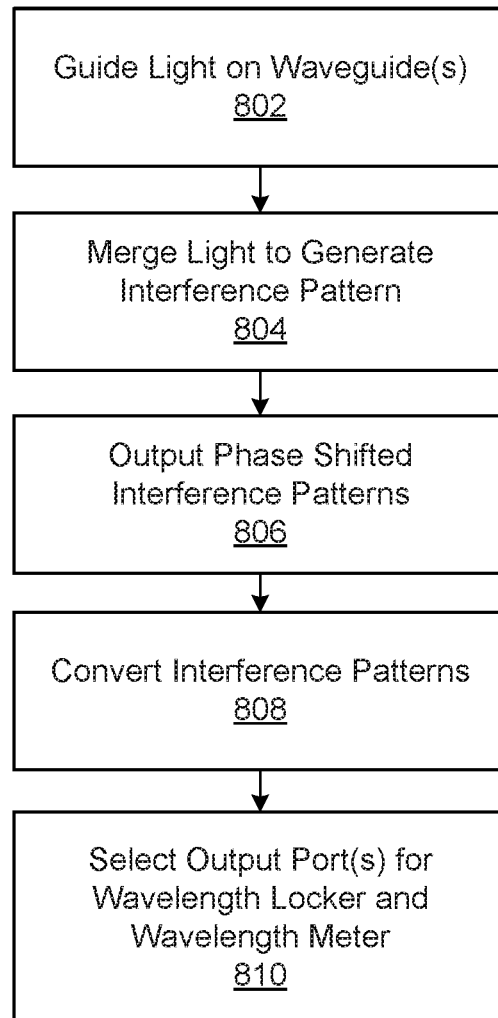 Guide Light on Waveguide(s)
802
Merge Light to Generate
Interference Pattern
804
Output Phase Shifted
Interference Patterns
806
Convert Interference Patterns
808
Select Output Port(s) for
Wavelength Locker and
Wavelength Meter
810